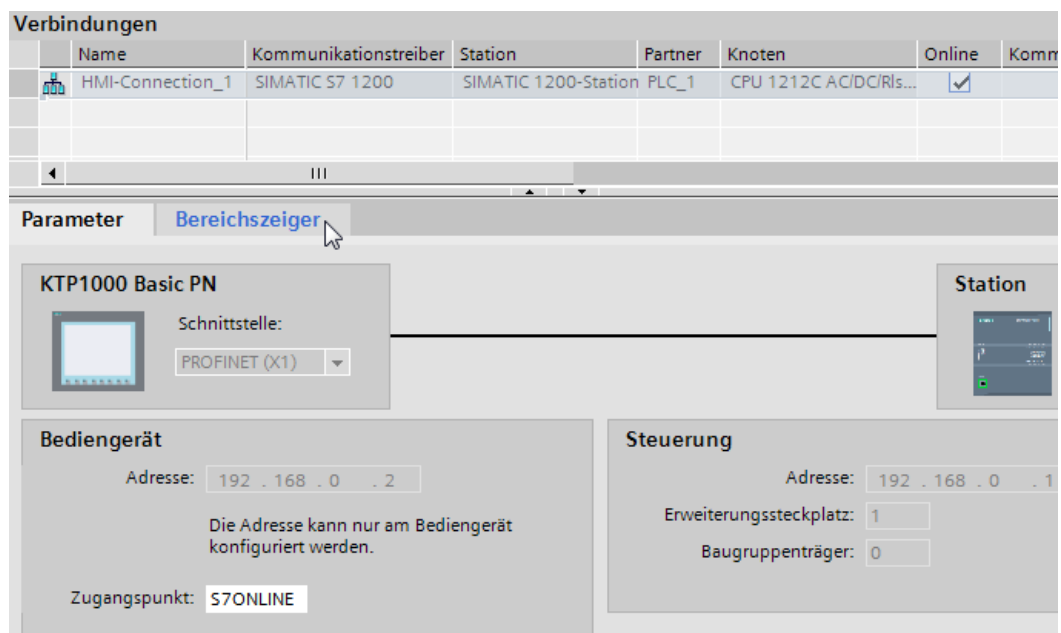 Verbindungen
Name Kommunikationstreiber Station Partner Knoten Online Komm
HMI-Connection_1 SIMATIC S7 1200 SIMATIC 1200-Station PLC_1 CPU 1212C AC/DC/Rls...
Parameter Bereichszeiger
KTP1000 Basic PN
Schnittstelle:
PROFINET (X1)
Station
Bediengerät
Adresse: 192 . 168 . 0 . 2
Die Adresse kann nur am Bediengerät
konfiguriert werden.
Zugangspunkt: S7ONLINE
Steuerung
Adresse: 192 . 168 . 0 . 1
Erweiterungssteckplatz: 1
Baugruppenträger: 0